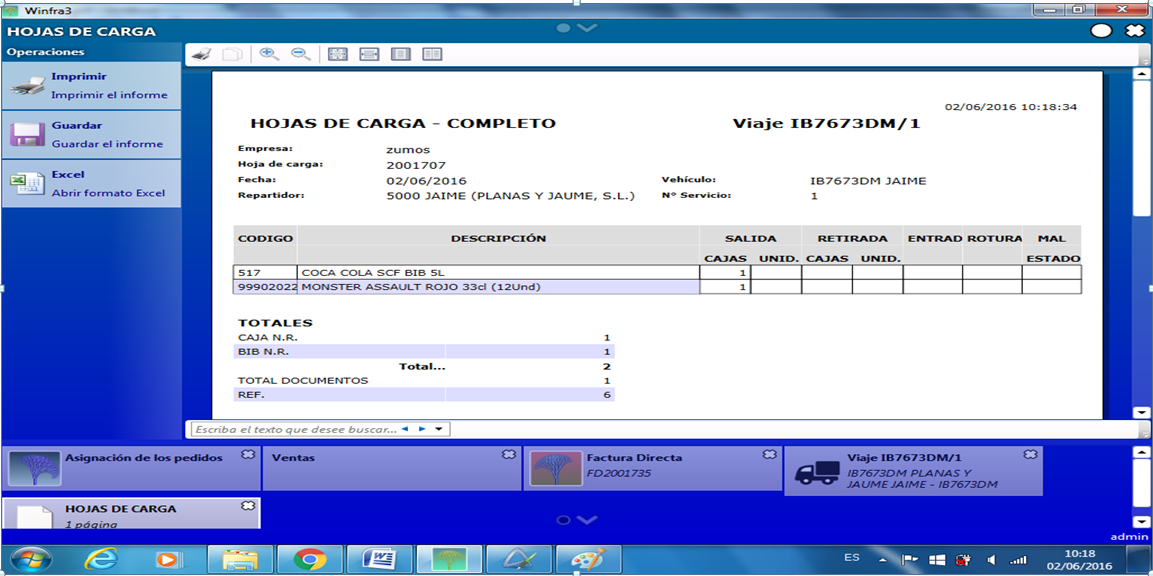 Winfra3
HOJAS DE CARGA
Operaciones
Imprimir
Imprimir el informe
Guardar
Guardar el informe
Excel
Abrir formato Excel
02/06/2016 10:18:34
HOJAS DE CARGA - COMPLETO Viaje IB7673DM/1
Empresa: zumos
Hoja de carga: 2001707
Fecha: 02/06/2016 Vehículo: IB7673DM JAIME
Repartidor: 5000 JAIME (PLANAS Y JAUME, S.L.) Nº Servicio: 1
CODIGO DESCRIPCIÓN SALIDA RETIRADA ENTRAD ROTURA MAL
CAJAS UNID. CAJAS UNID. ESTADO
517 COCA COLA SCF BIB 5L 1
99902022 MONSTER ASSAULT ROJO 33cl (12Und) 1
TOTALES
CAJA N.R. 1
BIB N.R. 1
Total... 2
TOTAL DOCUMENTOS 1
REF. 6
Escriba el texto que desee buscar...
Asignación de los pedidos
Ventas
Factura Directa
FD2001735
Viaje IB7673DM/1
IB7673DM PLANAS Y
JAUME JAIME - IB7673DM
HOJAS DE CARGA
1 página
admin
ES
10:18
02/06/2016